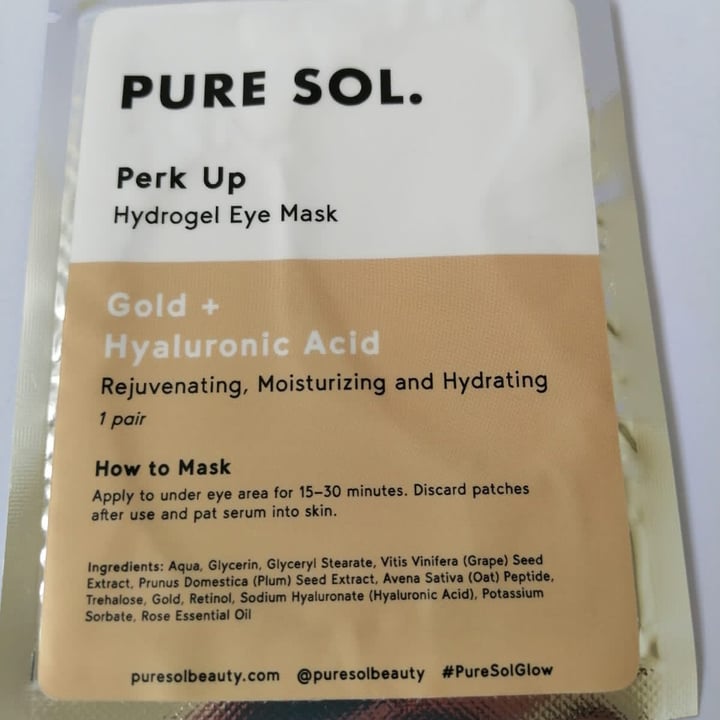 PURE SOL.
Perk Up
Hydrogel Eye Mask
Gold +
Hyaluronic Acid
Rejuvenating, Moisturizing and Hydrating
1 pair
How to Mask
Apply to under eye area for 15–30 minutes. Discard patches
after use and pat serum into skin.
Ingredients: Aqua, Glycerin, Glyceryl Stearate, Vitis Vinifera (Grape) Seed
Extract, Prunus Domestica (Plum) Seed Extract, Avena Sativa (Oat) Peptide,
Trehalose, Gold, Retinol, Sodium Hyaluronate (Hyaluronic Acid), Potassium
Sorbate, Rose Essential Oil
puresolbeauty.com @puresolbeauty #PureSolGlow